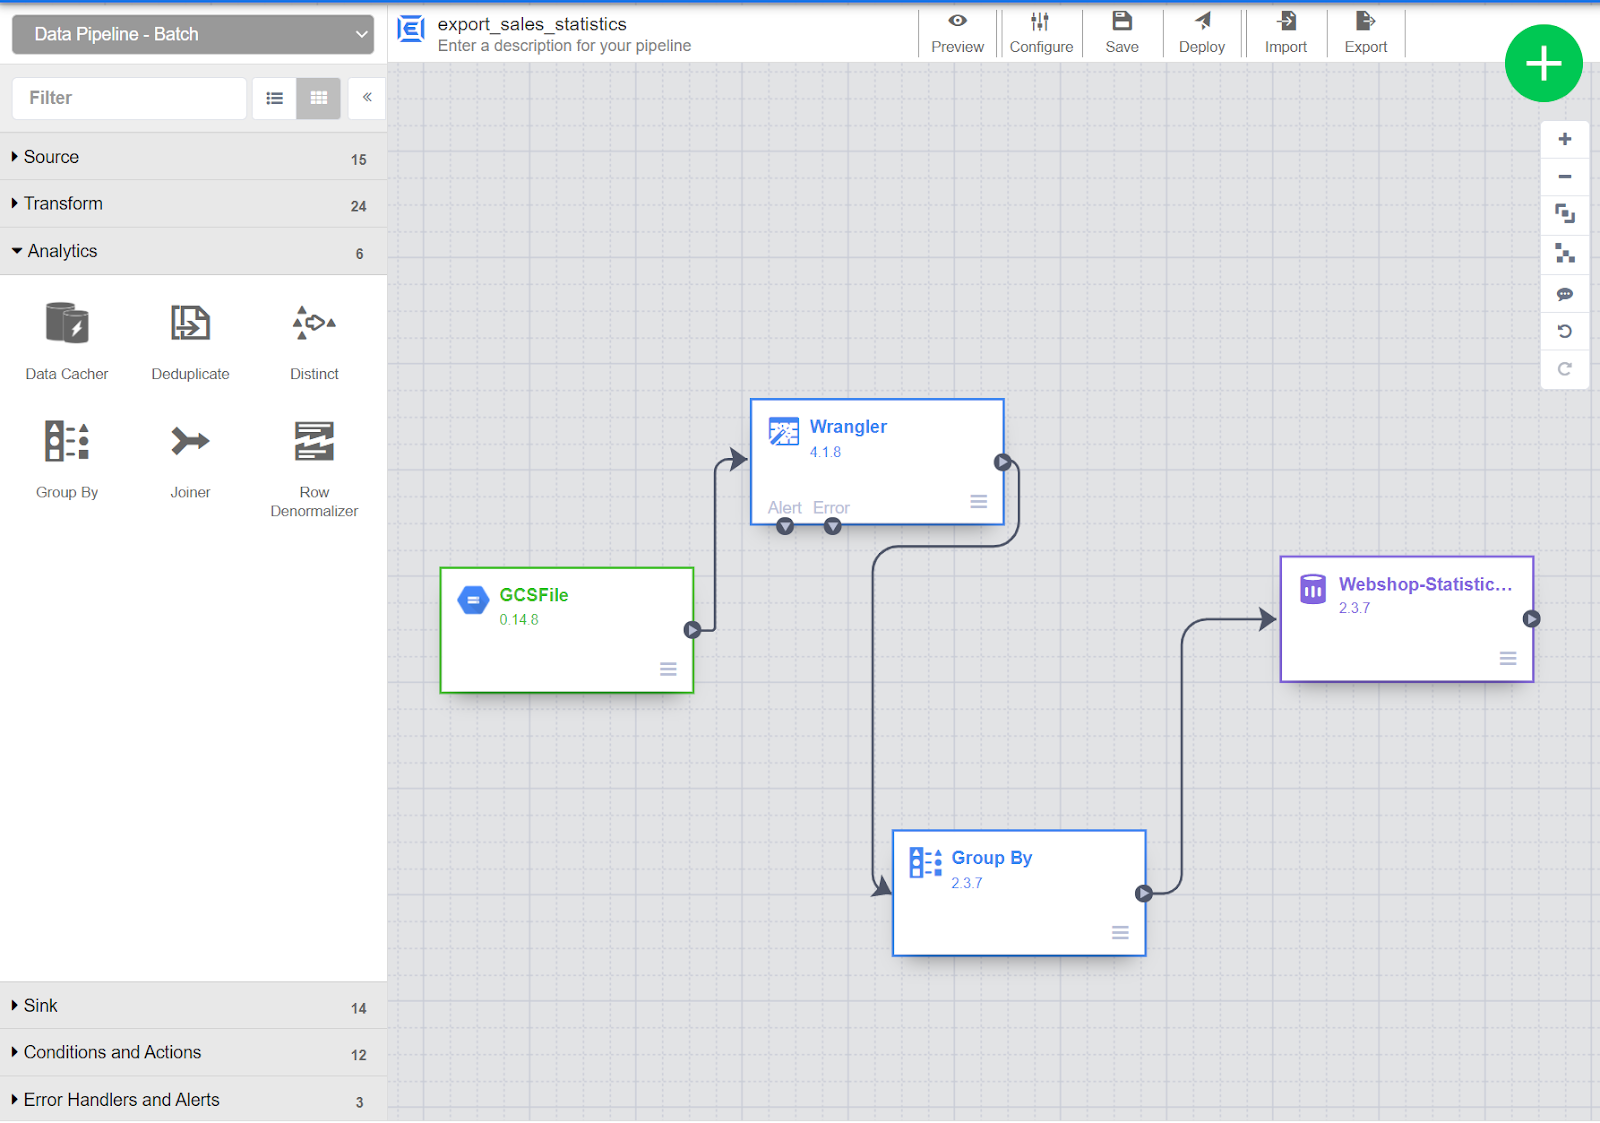 Data Pipeline - Batch
export_sales_statistics
Enter a description for your pipeline
Preview
Configure
Save
Deploy
Import
Export
Filter
Source 15
Transform 24
Analytics 6
Data Cacher
Deduplicate
Distinct
Group By
Joiner
Row
Denormalizer
Sink 14
Conditions and Actions 12
Error Handlers and Alerts 3
Wrangler
4.1.8
Alert Error
GCSFile
0.14.8
Webshop-Statistic...
2.3.7
Group By
2.3.7